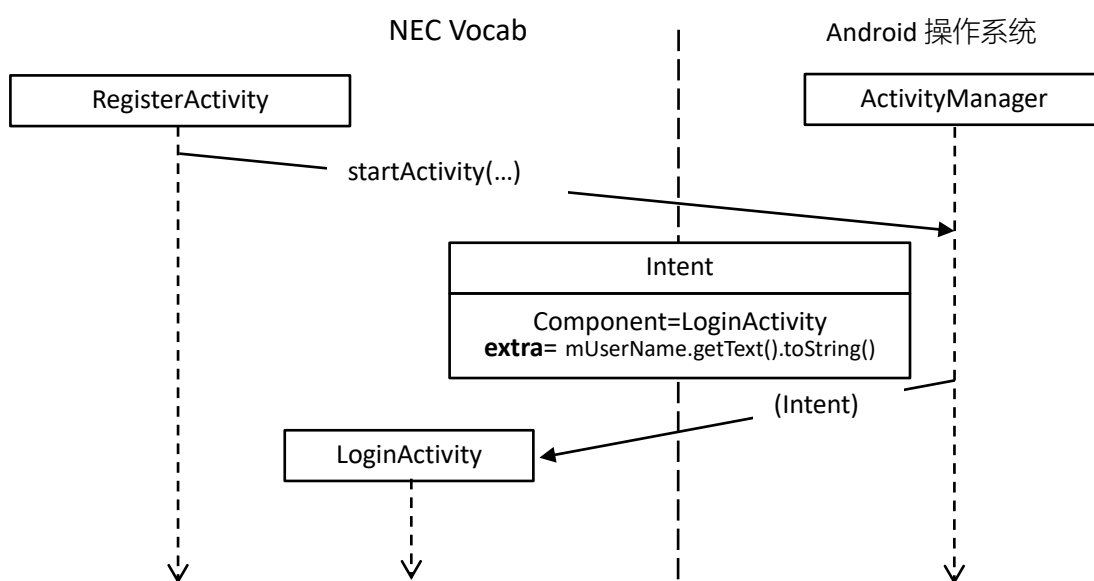 NEC Vocab
Android 操作系统
RegisterActivity
ActivityManager
startActivity(…)
Intent
Component=LoginActivity
extra= mUserName.getText().toString()
(Intent)
LoginActivity